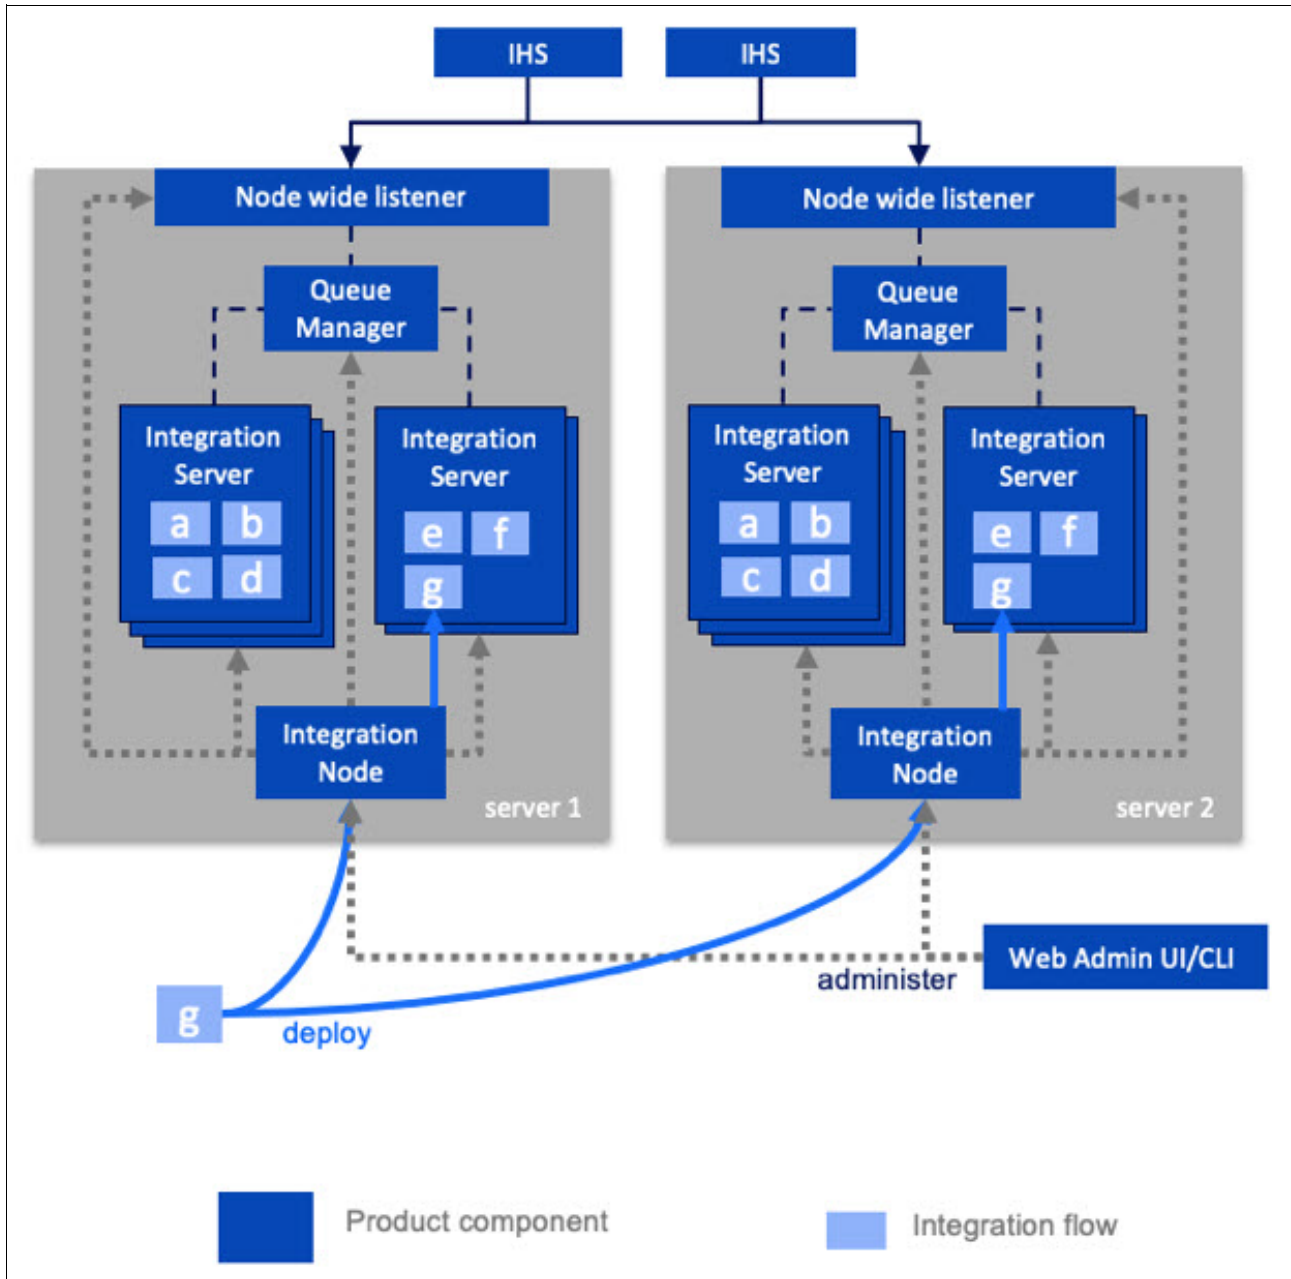 IHS
IHS
Node wide listener
Node wide listener
Queue
Manager
Queue
Manager
Integration
Server
a b
c d
Integration
Server
e f
g
Integration
Server
a b
c d
Integration
Server
e f
g
Integration
Node
server 1
Integration
Node
server 2
Web Admin UI/CLI
administer
g
deploy
Product component
Integration flow